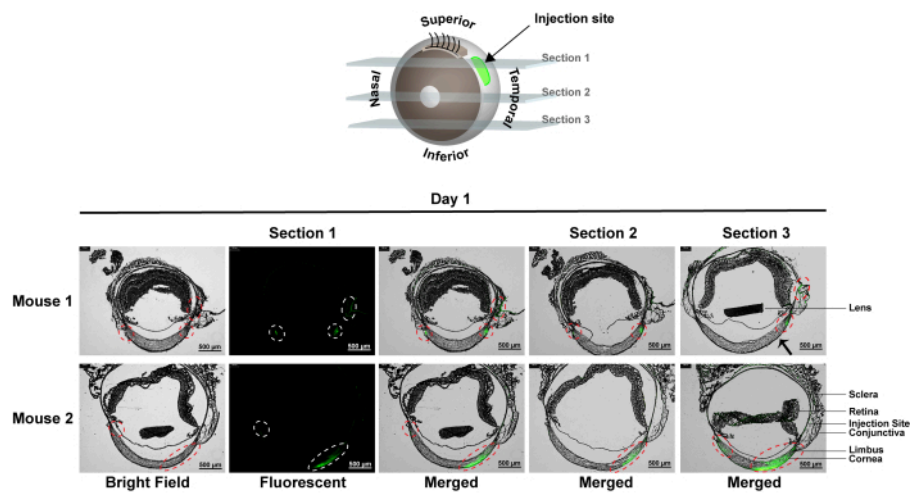 Superior
Injection site
Nasal
Temporal
Section 1
Section 2
Section 3
Inferior
Day 1
Section 1
Section 2
Section 3
Mouse 1
500 µm
500 µm
500 µm
500 µm
500 µm
Lens
Mouse 2
500 µm
500 µm
500 µm
500 µm
500 µm
Sclera
Retina
Injection Site
Conjunctiva
Limbus
Cornea
Bright Field
Fluorescent
Merged
Merged
Merged